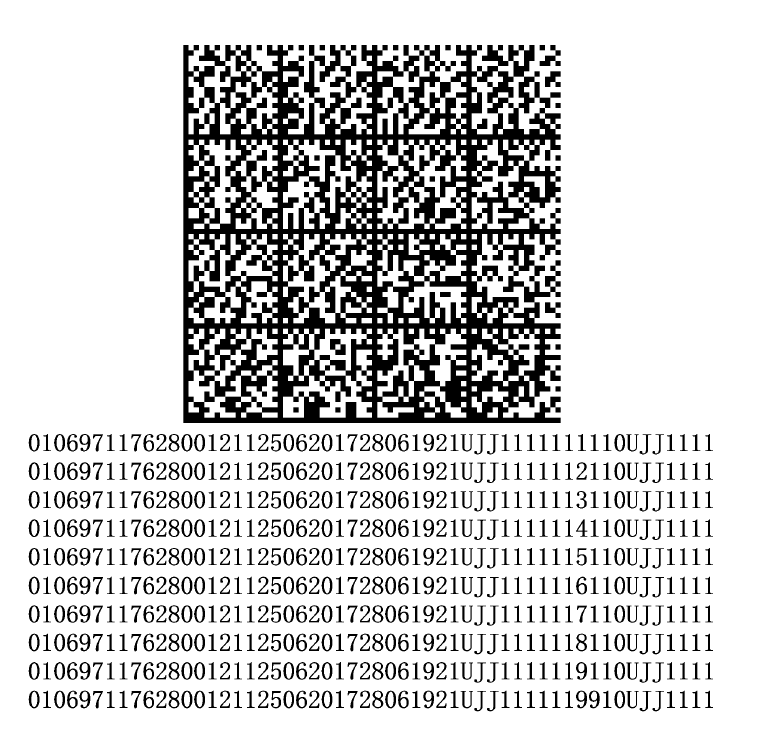 0106971176280012112506201728061921UJJ1111111110UJJ1111
0106971176280012112506201728061921UJJ1111112110UJJ1111
0106971176280012112506201728061921UJJ1111113110UJJ1111
0106971176280012112506201728061921UJJ1111114110UJJ1111
0106971176280012112506201728061921UJJ1111115110UJJ1111
0106971176280012112506201728061921UJJ1111116110UJJ1111
0106971176280012112506201728061921UJJ1111117110UJJ1111
0106971176280012112506201728061921UJJ1111118110UJJ1111
0106971176280012112506201728061921UJJ1111119110UJJ1111
0106971176280012112506201728061921UJJ1111119910UJJ1111